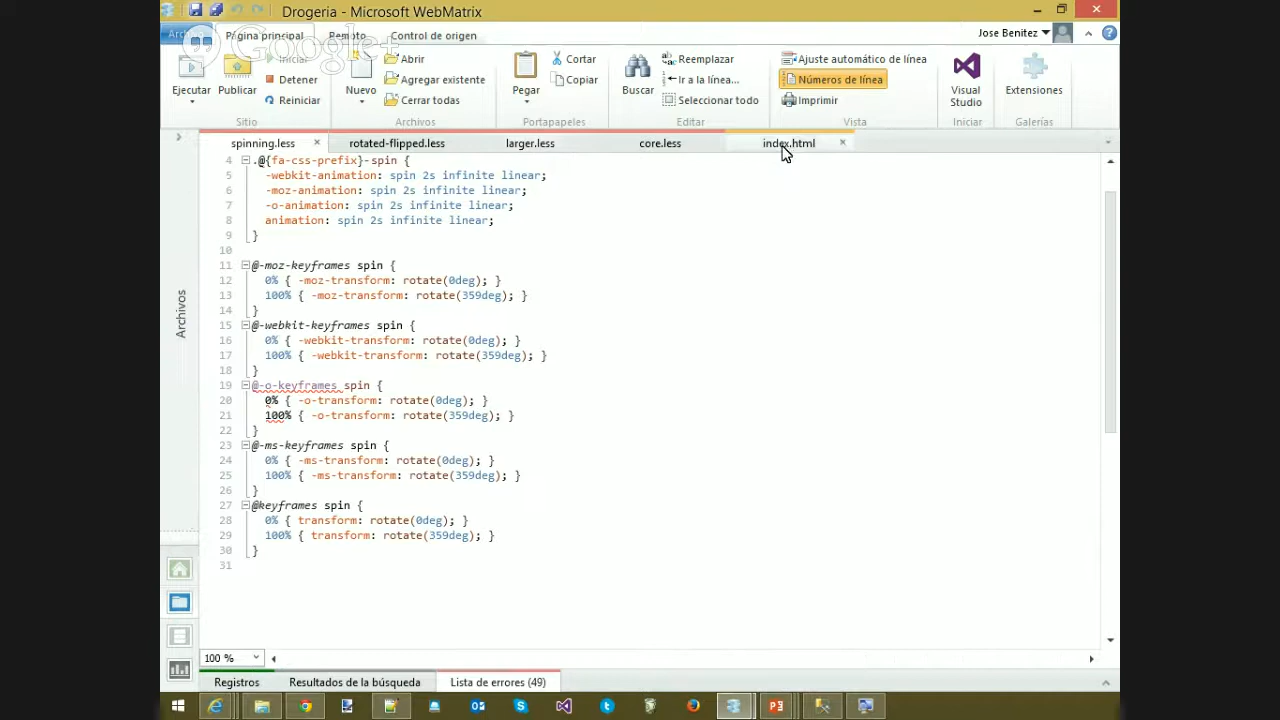 Drogeria - Microsoft WebMatrix
Archivo Página principal Remoto Control de origen
Jose Benitez
Google+
Ejecutar
Publicar
Iniciar
Detener
Reiniciar
Sitio
Nuevo
Abrir
Agregar existente
Cerrar todas
Archivos
Pegar
Cortar
Copiar
Portapapeles
Buscar
Reemplazar
Ir a la línea...
Seleccionar todo
Editar
Ajuste automático de línea
Números de línea
Imprimir
Vista
Visual
Studio
Iniciar
Extensiones
Galerías
spinning.less rotated-flipped.less larger.less core.less index.html
Archivos
4 .@{fa-css-prefix}-spin {
5 -webkit-animation: spin 2s infinite linear;
6 -moz-animation: spin 2s infinite linear;
7 -o-animation: spin 2s infinite linear;
8 animation: spin 2s infinite linear;
9 }
10
11 @-moz-keyframes spin {
12 0% { -moz-transform: rotate(0deg); }
13 100% { -moz-transform: rotate(359deg); }
14 }
15 @-webkit-keyframes spin {
16 0% { -webkit-transform: rotate(0deg); }
17 100% { -webkit-transform: rotate(359deg); }
18 }
19 @-o-keyframes spin {
20 0% { -o-transform: rotate(0deg); }
21 100% { -o-transform: rotate(359deg); }
22 }
23 @-ms-keyframes spin {
24 0% { -ms-transform: rotate(0deg); }
25 100% { -ms-transform: rotate(359deg); }
26 }
27 @keyframes spin {
28 0% { transform: rotate(0deg); }
29 100% { transform: rotate(359deg); }
30 }
31
100 %
Registros Resultados de la búsqueda Lista de errores (49)